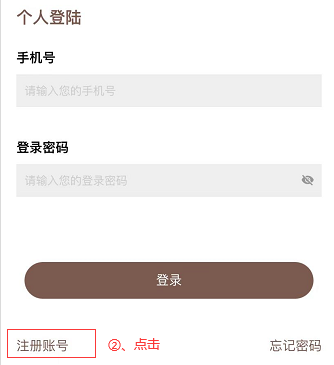 个人登陆
手机号
请输入您的手机号
登录密码
请输入您的登录密码
登录
注册账号 ②、点击 忘记密码